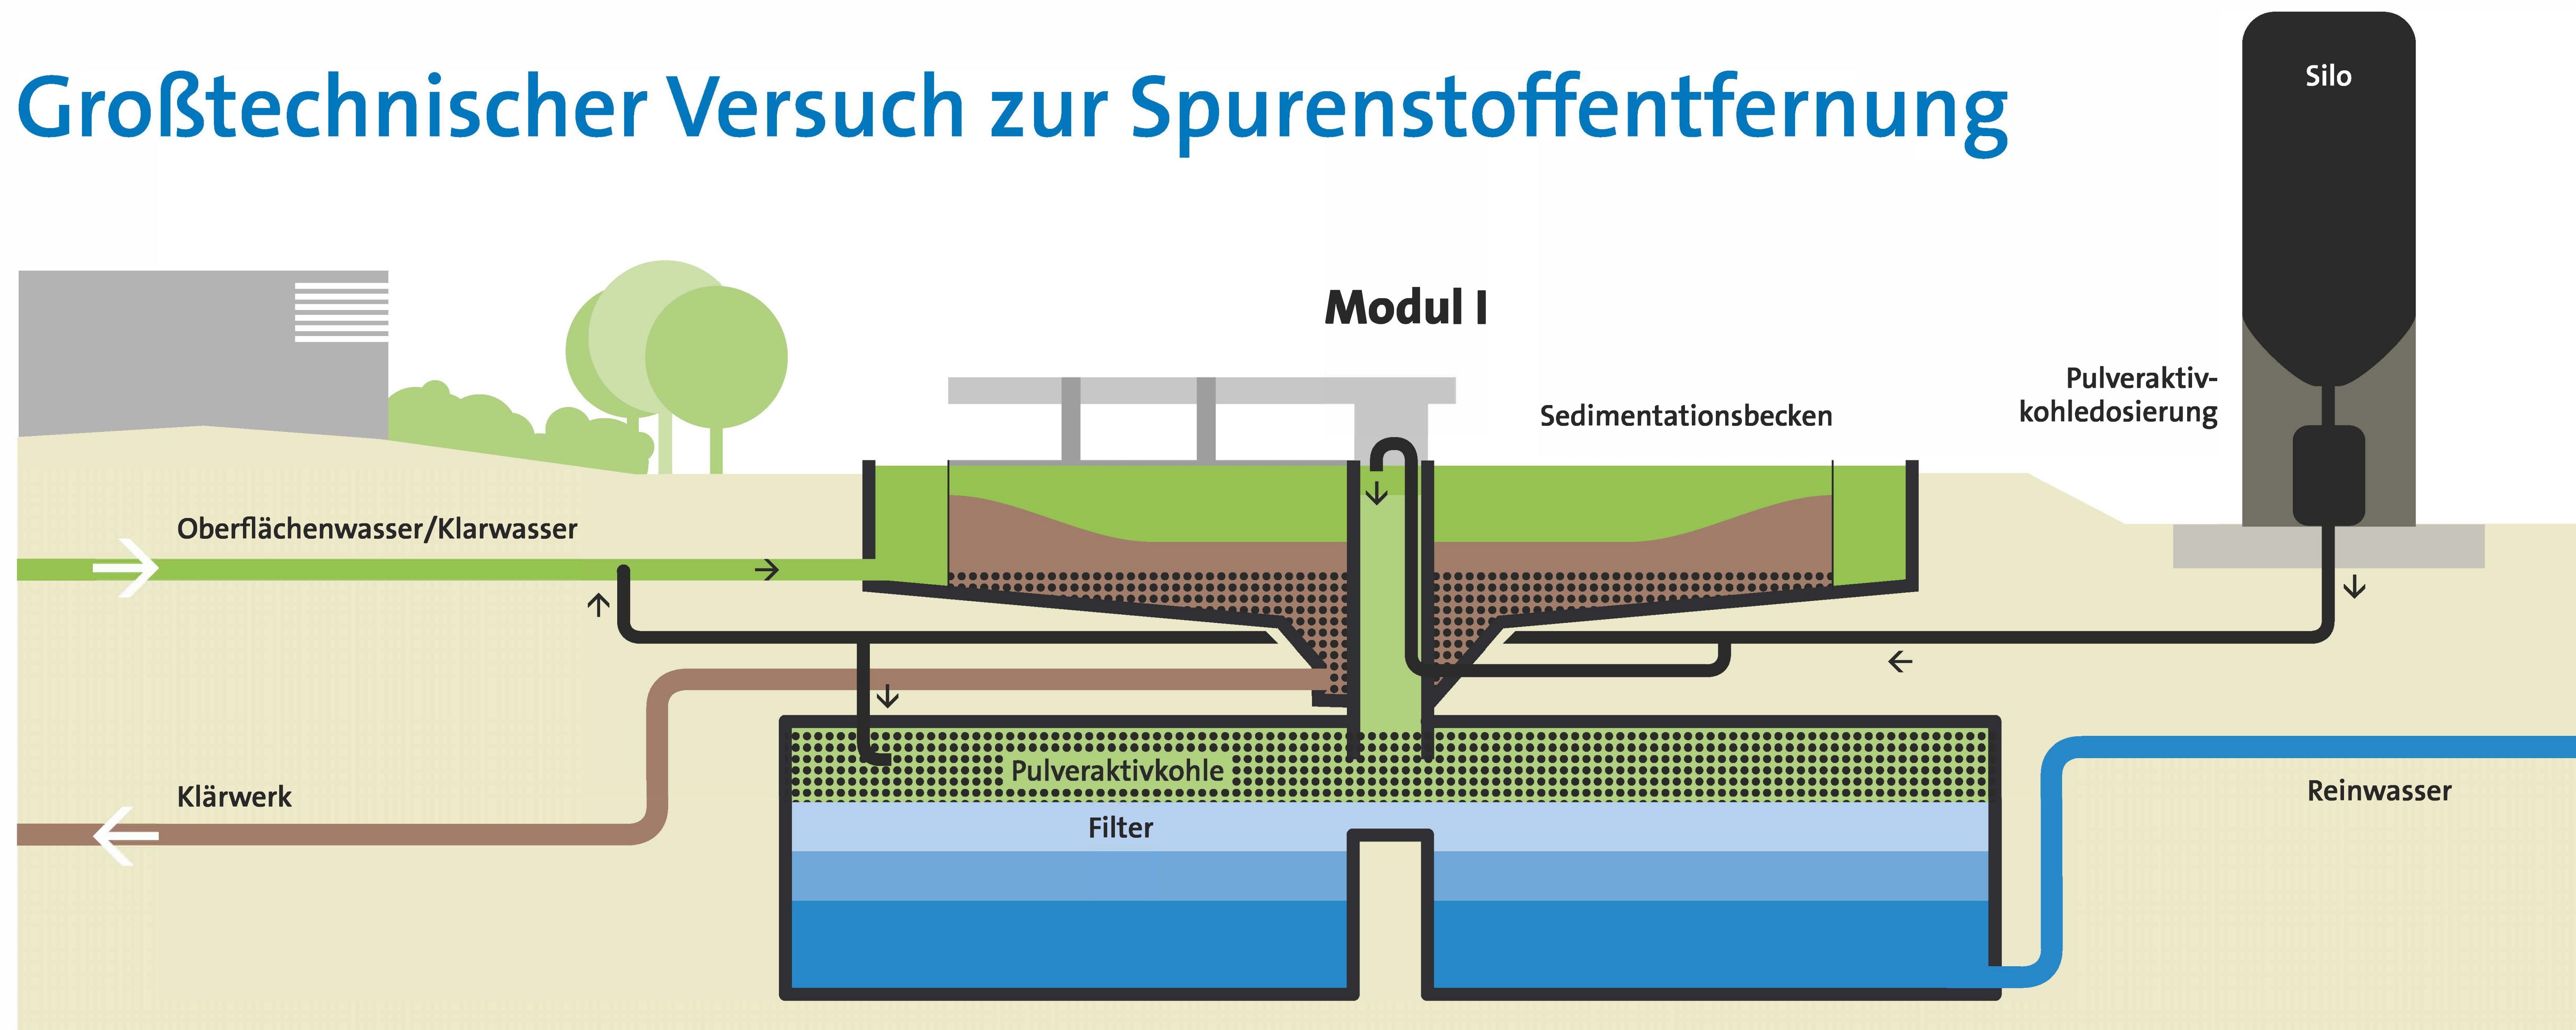 Großtechnischer Versuch zur Spurenstoffentfernung
Silo
Modul I
Pulveraktiv-
kohledosierung
Sedimentationsbecken
Oberflächenwasser/Klarwasser
Pulveraktivkohle
Klärwerk
Reinwasser
Filter